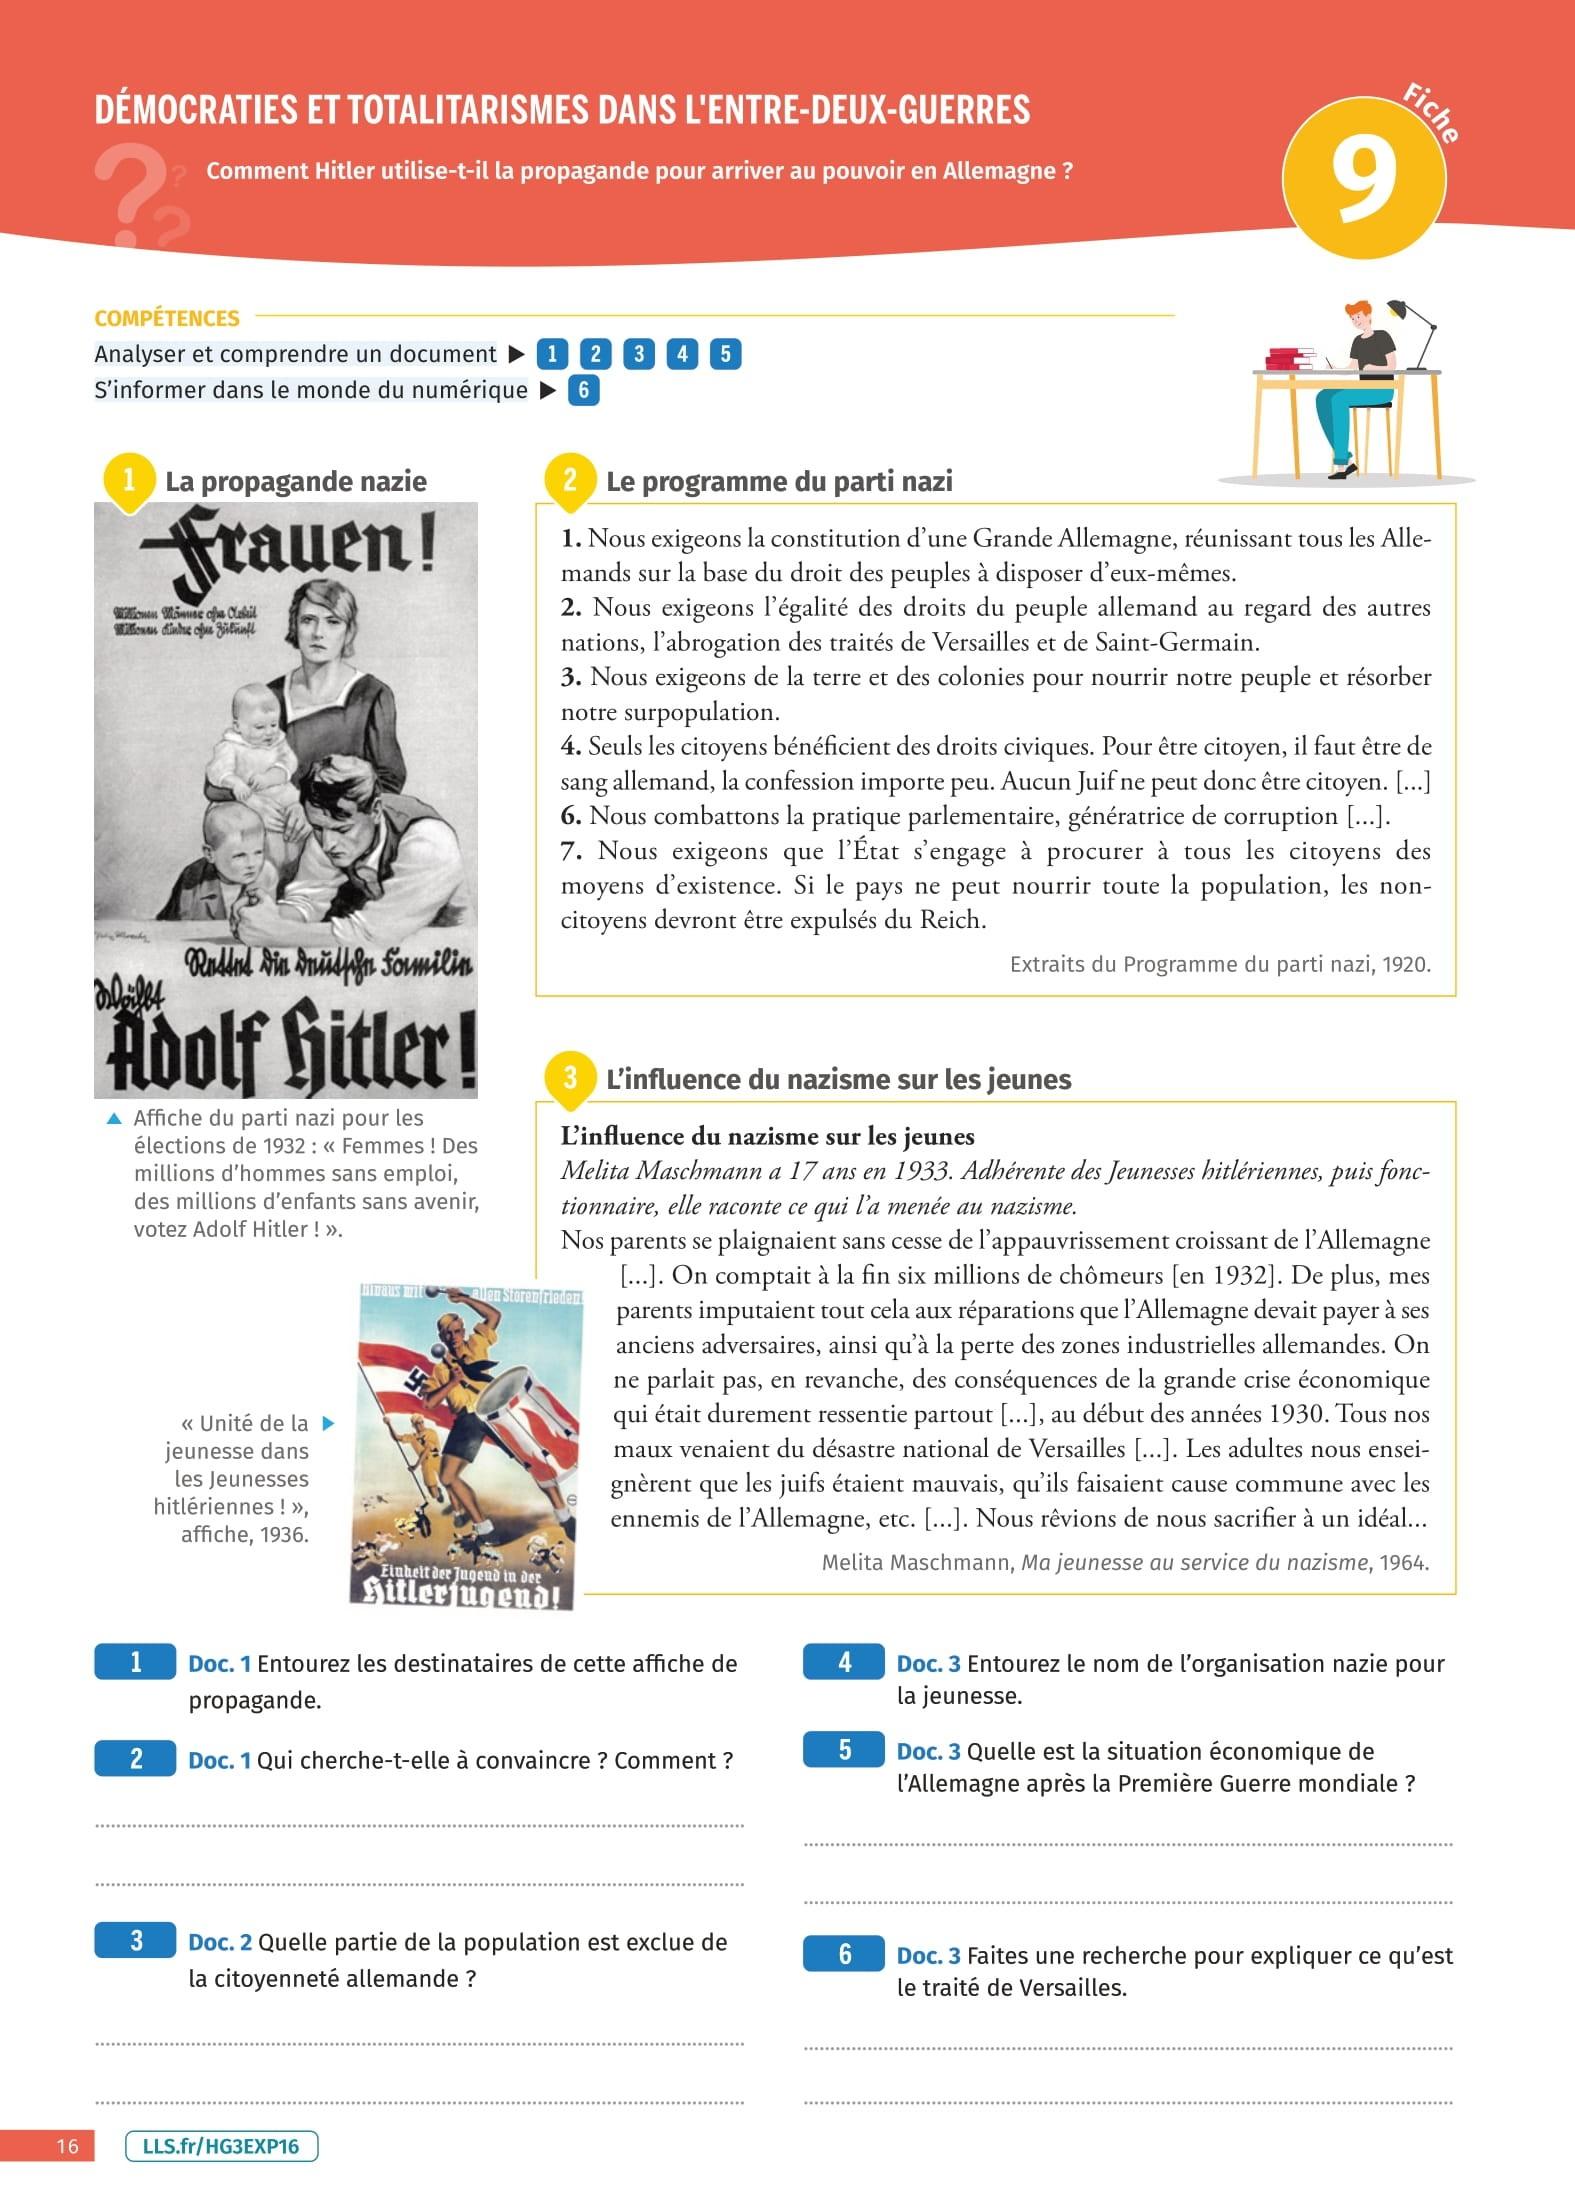 DÉMOCRATIES ET TOTALITARISMES DANS L'ENTRE-DEUX-GUERRES
Comment Hitler utilise-t-il la propagande pour arriver au pouvoir en Allemagne ?
Fiche
9
COMPÉTENCES
Analyser et comprendre un document ▶ 1 2 3 4 5
S'informer dans le monde du numérique ▶ 6
1 La propagande nazie
Frauen!
Millionen Männer ohne Arbeit
Millionen Kinder ohne Zukunft
Rettet die deutsche Familie
Wählt
Adolf Hitler!
▲ Affiche du parti nazi pour les
élections de 1932 : « Femmes ! Des
millions d'hommes sans emploi,
des millions d'enfants sans avenir,
votez Adolf Hitler ! ».
2 Le programme du parti nazi
1. Nous exigeons la constitution d'une Grande Allemagne, réunissant tous les Alle-
mands sur la base du droit des peuples à disposer d'eux-mêmes.
2. Nous exigeons l'égalité des droits du peuple allemand au regard des autres
nations, l'abrogation des traités de Versailles et de Saint-Germain.
3. Nous exigeons de la terre et des colonies pour nourrir notre peuple et résorber
notre surpopulation.
4. Seuls les citoyens bénéficient des droits civiques. Pour être citoyen, il faut être de
sang allemand, la confession importe peu. Aucun Juif ne peut donc être citoyen. [...]
6. Nous combattons la pratique parlementaire, génératrice de corruption [...].
7. Nous exigeons que l'État s'engage à procurer à tous les citoyens des
moyens d'existence. Si le pays ne peut nourrir toute la population, les non-
citoyens devront être expulsés du Reich.
Extraits du Programme du parti nazi, 1920.
3 L'influence du nazisme sur les jeunes
L'influence du nazisme sur les jeunes
Melita Maschmann a 17 ans en 1933. Adhérente des Jeunesses hitlériennes, puis fonc-
tionnaire, elle raconte ce qui l'a menée au nazisme.
Nos parents se plaignaient sans cesse de l'appauvrissement croissant de l'Allemagne
[...]. On comptait à la fin six millions de chômeurs [en 1932]. De plus, mes
parents imputaient tout cela aux réparations que l'Allemagne devait payer à ses
anciens adversaires, ainsi qu'à la perte des zones industrielles allemandes. On
ne parlait pas, en revanche, des conséquences de la grande crise économique
qui était durement ressentie partout [...], au début des années 1930. Tous nos
maux venaient du désastre national de Versailles [...]. Les adultes nous ensei-
gnèrent que les juifs étaient mauvais, qu'ils faisaient cause commune avec les
ennemis de l'Allemagne, etc. [...]. Nous rêvions de nous sacrifier à un idéal...
Melita Maschmann, Ma jeunesse au service du nazisme, 1964.
Hinaus mit allen Störenfrieden!
Einheit der Jugend in der
Hitlerjugend!
« Unité de la ▶
jeunesse dans
les Jeunesses
hitlériennes ! »,
affiche, 1936.
1 Doc. 1 Entourez les destinataires de cette affiche de
propagande.
2 Doc. 1 Qui cherche-t-elle à convaincre ? Comment ?
3 Doc. 2 Quelle partie de la population est exclue de
la citoyenneté allemande ?
4 Doc. 3 Entourez le nom de l'organisation nazie pour
la jeunesse.
5 Doc. 3 Quelle est la situation économique de
l'Allemagne après la Première Guerre mondiale ?
6 Doc. 3 Faites une recherche pour expliquer ce qu'est
le traité de Versailles.
16
LLS.fr/HG3EXP16